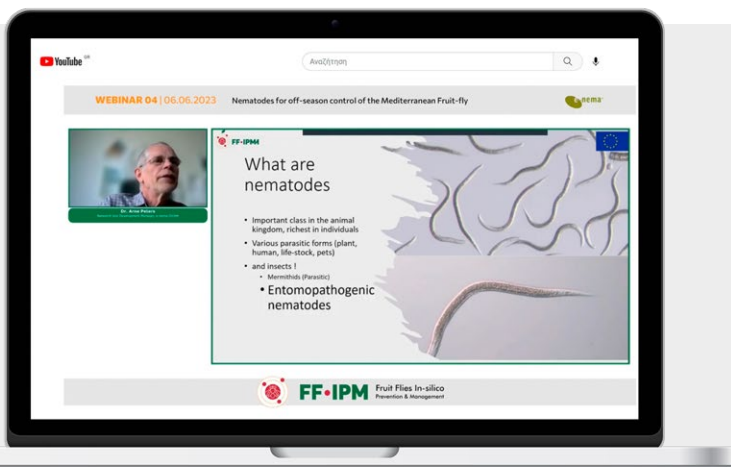 YouTube GR
Αναζήτηση
WEBINAR 04 | 06.06.2023 Nematodes for off-season control of the Mediterranean Fruit-fly
e-nema
FF•IPM
What are
nematodes
• Important class in the animal
kingdom, richest in individuals
• Various parasitic forms (plant,
human, life-stock, pets)
• and insects !
• Mermithids (Parasitic)
• Entomopathogenic
nematodes
Dr. Arne Peters
FF•IPM
Fruit Flies In-silico
Prevention & Management